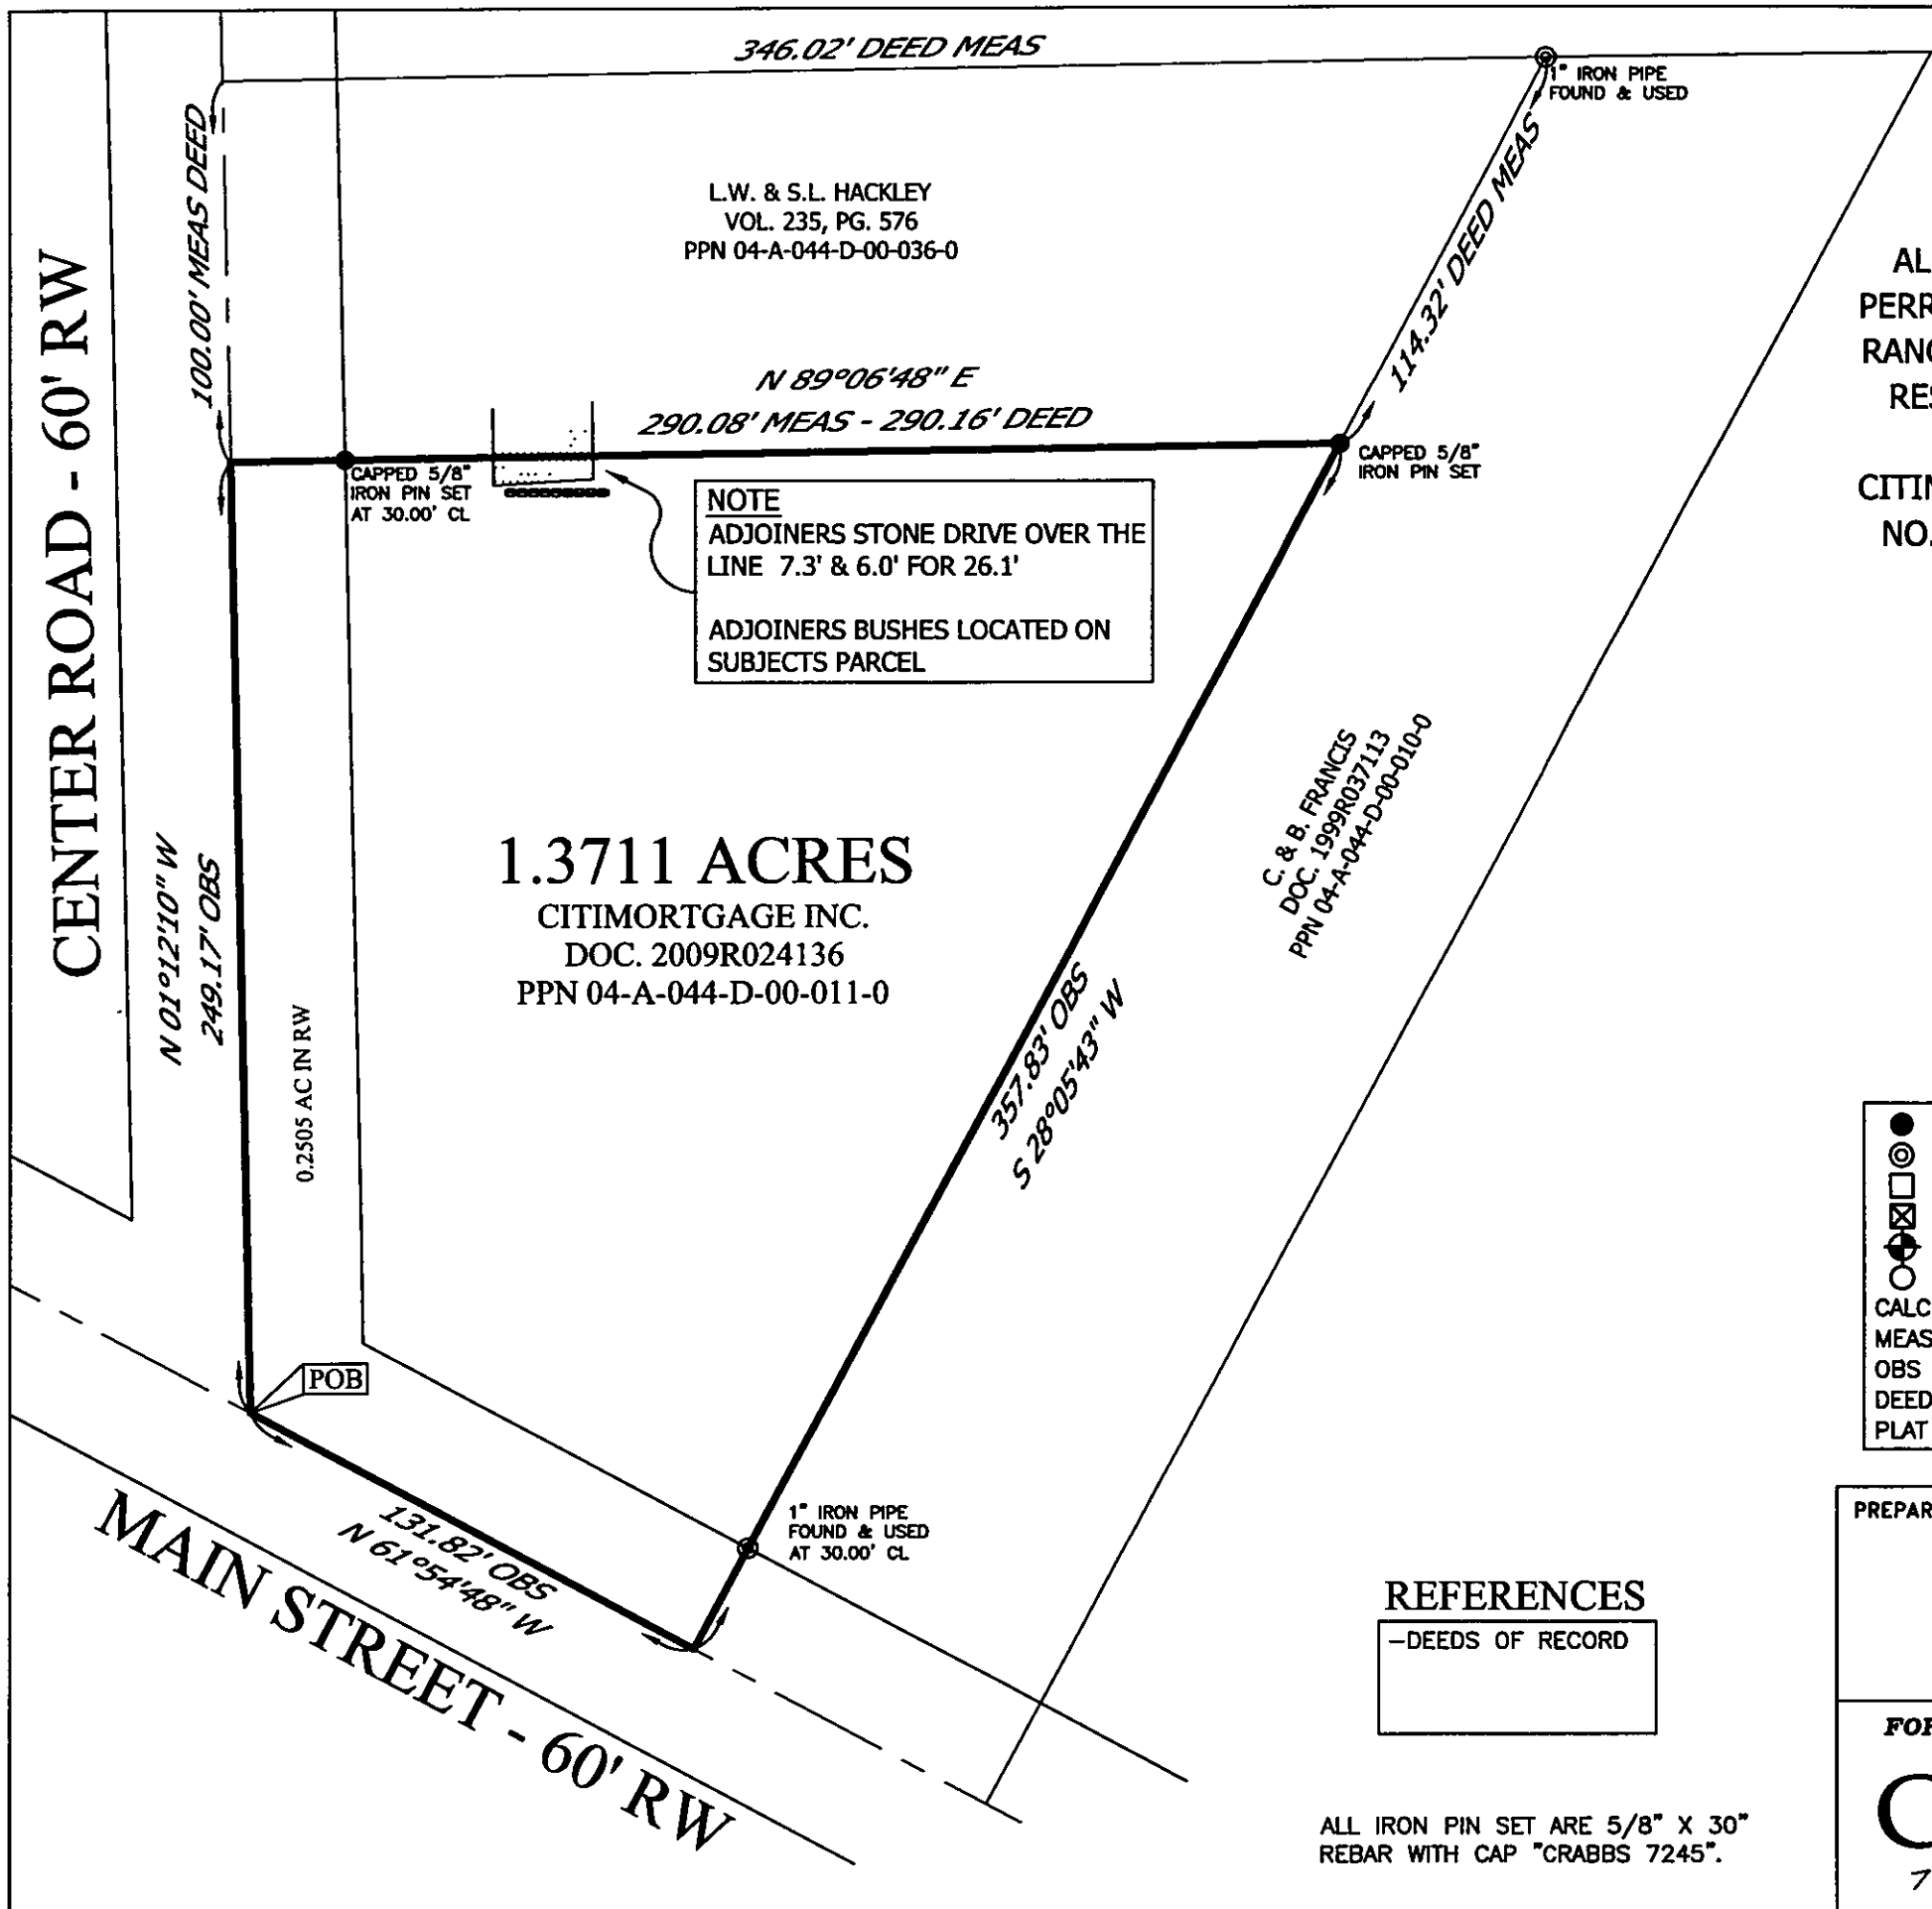 346.02' DEED MEAS
1" IRON PIPE
FOUND & USED
100.00' MEAS DEED
L.W. & S.L. HACKLEY
VOL. 235, PG. 576
PPN 04-A-044-D-00-036-0
114.32' DEED MEAS
CENTER ROAD - 60' RW
N 89°06'48" E
290.08' MEAS - 290.16' DEED
CAPPED 5/8"
IRON PIN SET
AT 30.00' CL
CAPPED 5/8"
IRON PIN SET
NOTE
ADJOINERS STONE DRIVE OVER THE
LINE 7.3' & 6.0' FOR 26.1'
ADJOINERS BUSHES LOCATED ON
SUBJECTS PARCEL
AL
PERR
RANG
RES
CITIM
NO.
C. & B. FRANCIS
DOC. 1999R037113
PPN 04-A-044-D-00-010-0
1.3711 ACRES
CITIMORTGAGE INC.
DOC. 2009R024136
PPN 04-A-044-D-00-011-0
N 01°12'10" W
249.17' OBS
0.2505 AC IN RW
357.83' OBS
S 28°05'43" W
CALC
MEAS
OBS
DEED
PLAT
POB
131.82' OBS
N 61°54'48" W
1" IRON PIPE
FOUND & USED
AT 30.00' CL
MAIN STREET - 60' RW
REFERENCES
-DEEDS OF RECORD
PREPAR
FOR
C
ALL IRON PIN SET ARE 5/8" X 30"
REBAR WITH CAP "CRABBS 7245".